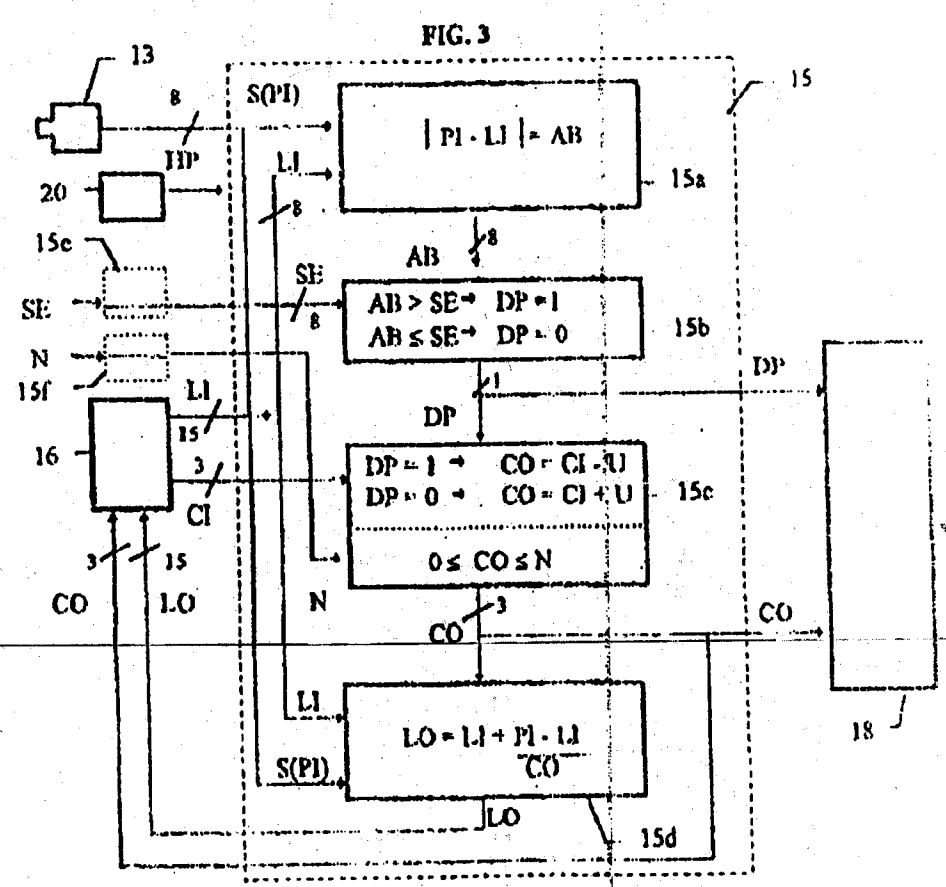 FIG. 3
13
15
8
S(PI)
HP
LI
| PI - LI | = AB
15a
20
8
8
15e
AB
SE
SE
8
AB > SE → DP = 1
AB ≤ SE → DP = 0
15b
N
15f
1
DP
DP
LI
15
16
3
CI
DP = 1 → CO = CI - U
DP = 0 → CO = CI + U
15c
0 ≤ CO ≤ N
3
15
CO
LO
N
3
CO
CO
LI
LO = LI + PI - LI
CO
18
S(PI)
LO
15d